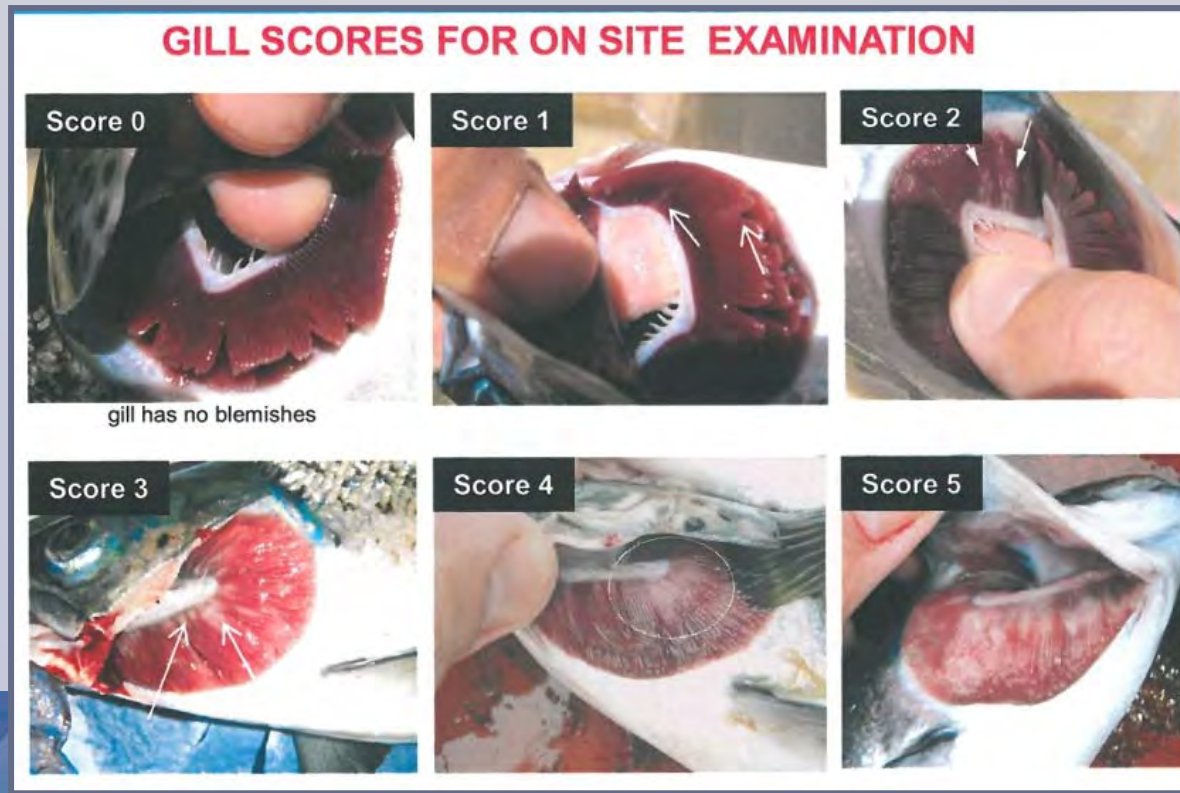 GILL SCORES FOR ON SITE EXAMINATION
Score 0
Score 1
Score 2
gill has no blemishes
Score 3
Score 4
Score 5